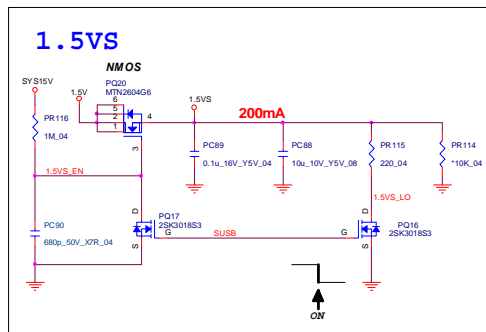 1.5VS
NMOS
SYS15V
1.5V
PQ20
MTN2604G6
6
5
2
1
4
3
1.5VS
200mA
PR116
1M_04
PC89
0.1u_16V_Y5V_04
PC88
10u_10V_Y5V_08
PR115
220_04
PR114
*10K_04
1.5VS_EN
1.5VS_LO
PC90
680p_50V_X7R_04
D
PQ17
2SK3018S3
G
S
SUSB
D
PQ16
2SK3018S3
G
S
ON